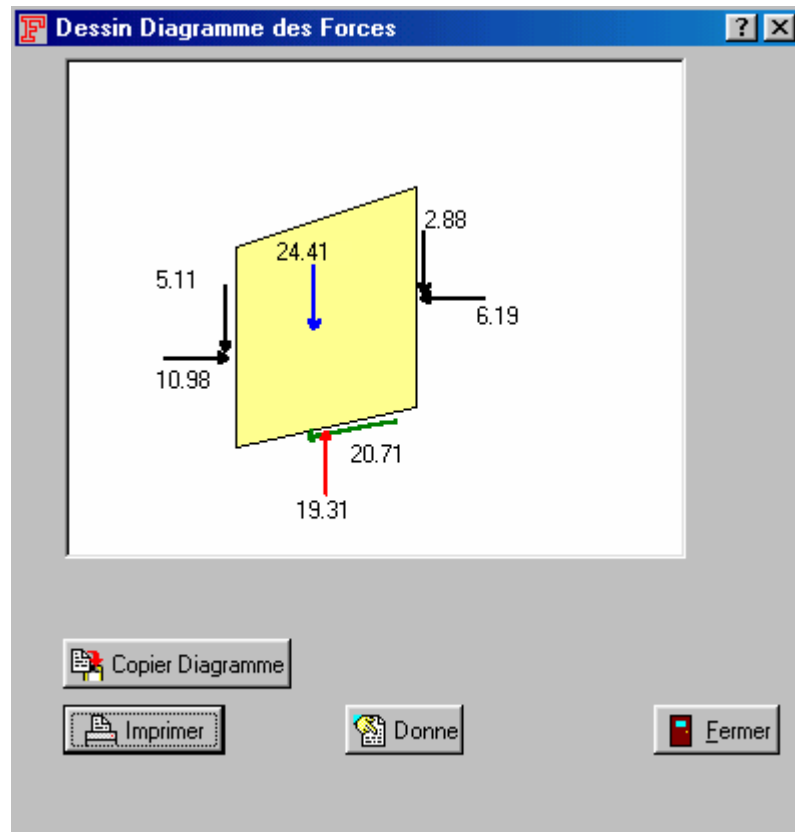 Dessin Diagramme des Forces
2.88
24.41
5.11
6.19
10.98
20.71
19.31
Copier Diagramme
Imprimer
Donne
Fermer